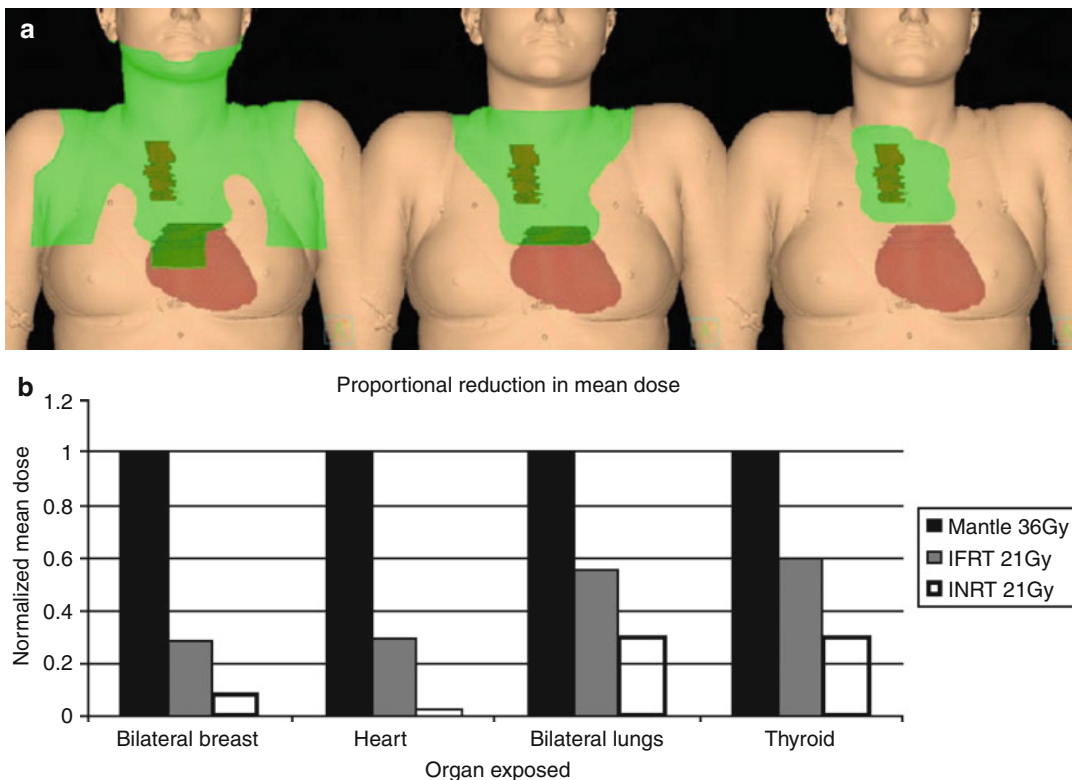 a
b
Proportional reduction in mean dose
Normalized mean dose
1.2
1
0.8
0.6
0.4
0.2
0
Bilateral breast Heart Bilateral lungs Thyroid
Organ exposed
Mantle 36Gy
IFRT 21Gy
INRT 21Gy